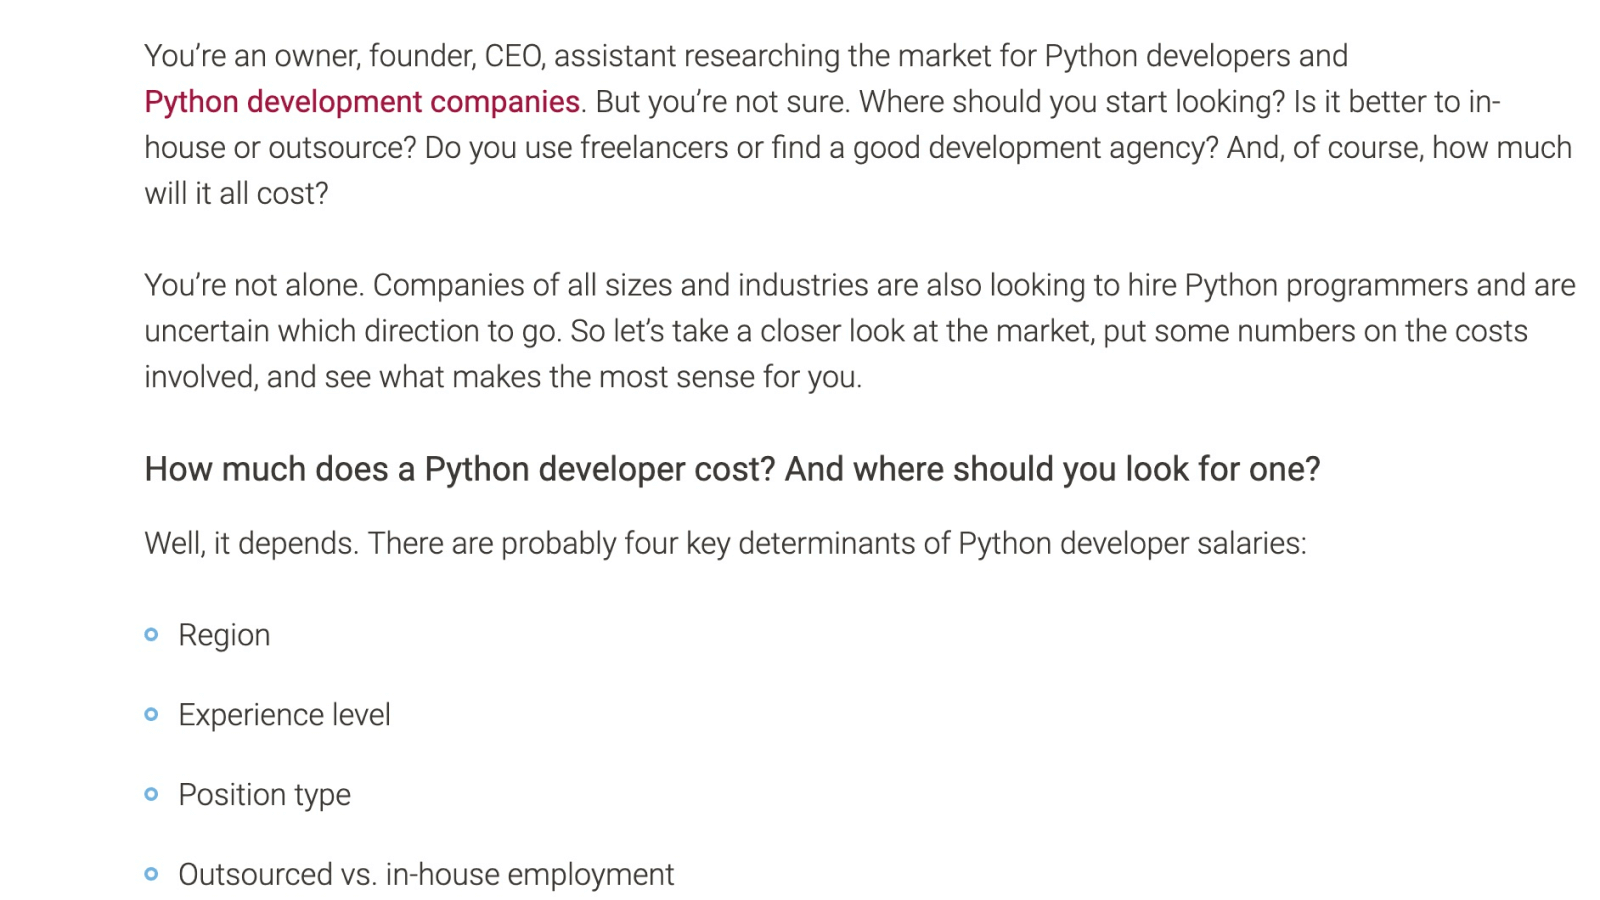 You’re an owner, founder, CEO, assistant researching the market for Python developers and
Python development companies. But you’re not sure. Where should you start looking? Is it better to in-
house or outsource? Do you use freelancers or find a good development agency? And, of course, how much
will it all cost?
You’re not alone. Companies of all sizes and industries are also looking to hire Python programmers and are
uncertain which direction to go. So let’s take a closer look at the market, put some numbers on the costs
involved, and see what makes the most sense for you.
How much does a Python developer cost? And where should you look for one?
Well, it depends. There are probably four key determinants of Python developer salaries:
Region
Experience level
Position type
Outsourced vs. in-house employment